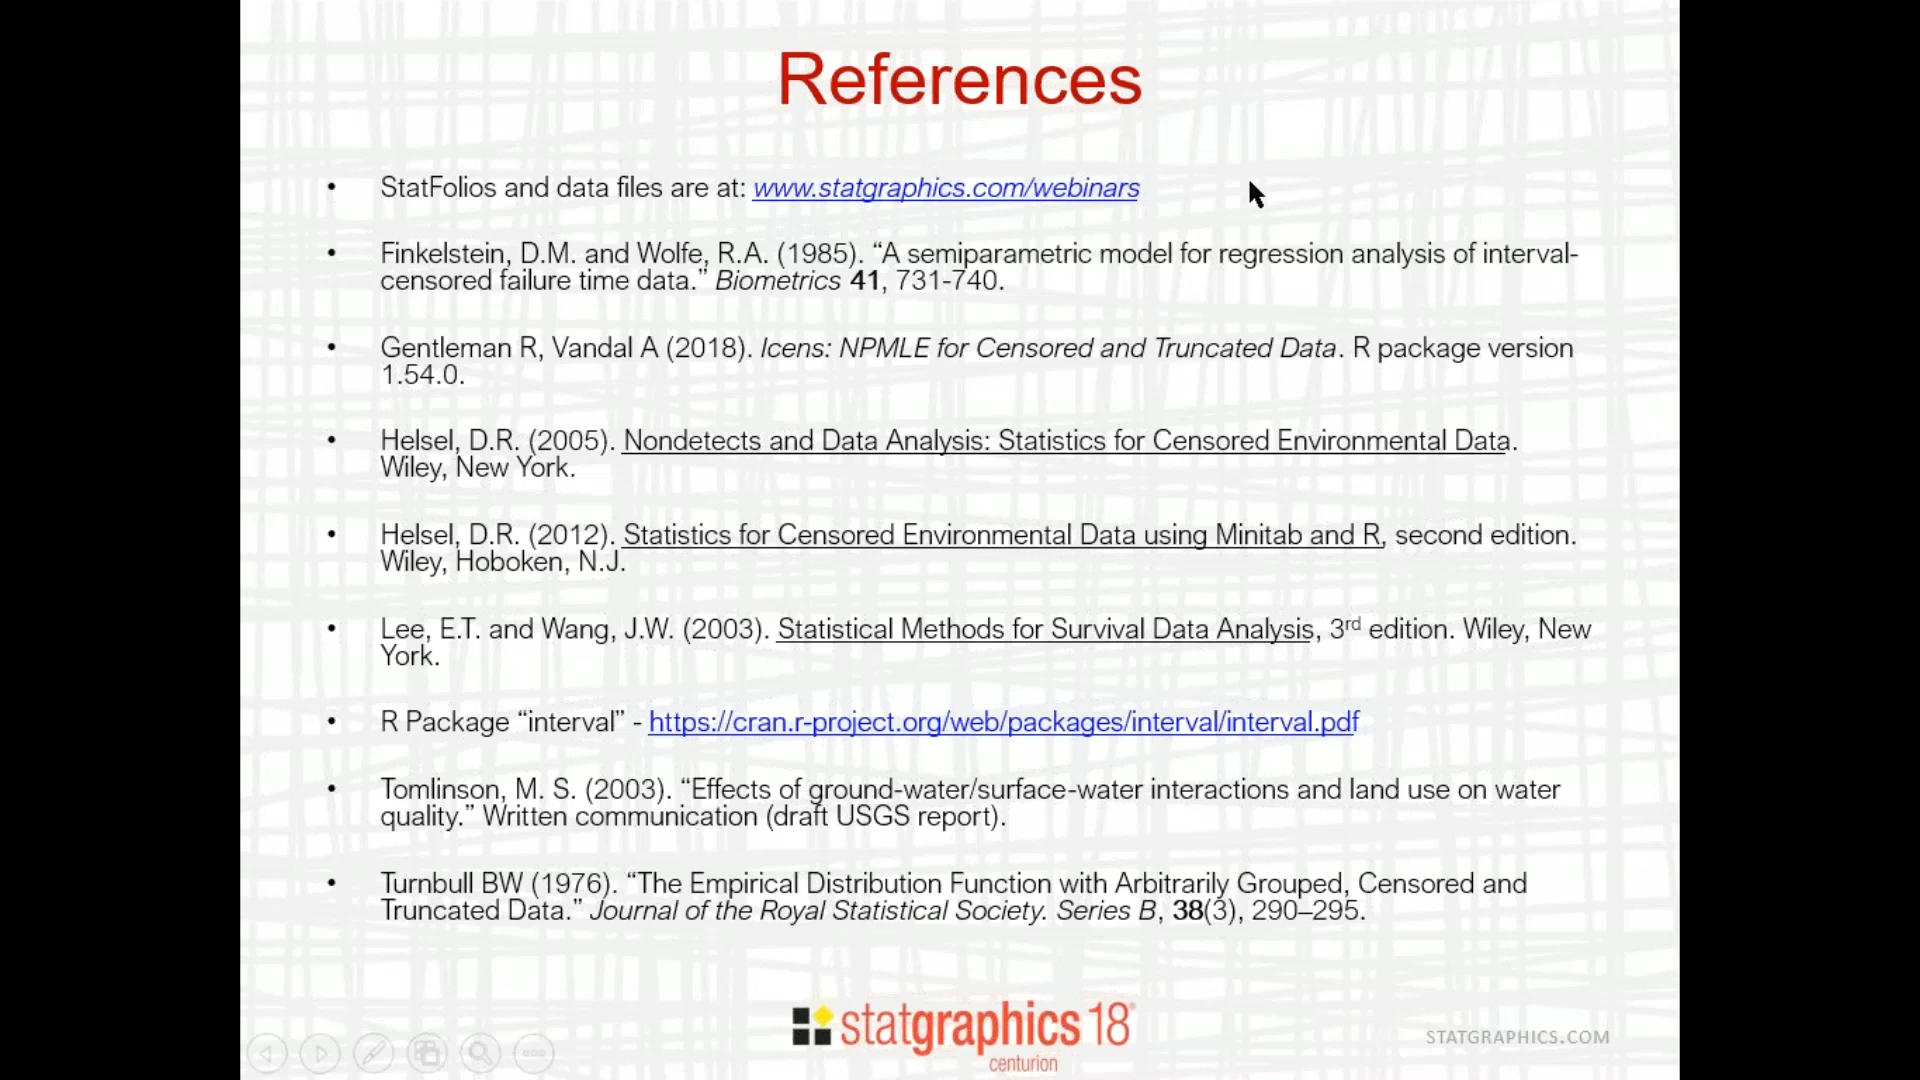 References
• StatFolios and data files are at: www.statgraphics.com/webinars
• Finkelstein, D.M. and Wolfe, R.A. (1985). “A semiparametric model for regression analysis of interval-
censored failure time data.” Biometrics 41, 731-740.
• Gentleman R, Vandal A (2018). Icens: NPMLE for Censored and Truncated Data. R package version
1.54.0.
• Helsel, D.R. (2005). Nondetects and Data Analysis: Statistics for Censored Environmental Data.
Wiley, New York.
• Helsel, D.R. (2012). Statistics for Censored Environmental Data using Minitab and R, second edition.
Wiley, Hoboken, N.J.
• Lee, E.T. and Wang, J.W. (2003). Statistical Methods for Survival Data Analysis, 3rd edition. Wiley, New
York.
• R Package “interval” - https://cran.r-project.org/web/packages/interval/interval.pdf
• Tomlinson, M. S. (2003). “Effects of ground-water/surface-water interactions and land use on water
quality.” Written communication (draft USGS report).
• Turnbull BW (1976). “The Empirical Distribution Function with Arbitrarily Grouped, Censored and
Truncated Data.” Journal of the Royal Statistical Society. Series B, 38(3), 290–295.
statgraphics 18®
centurion
STATGRAPHICS.COM